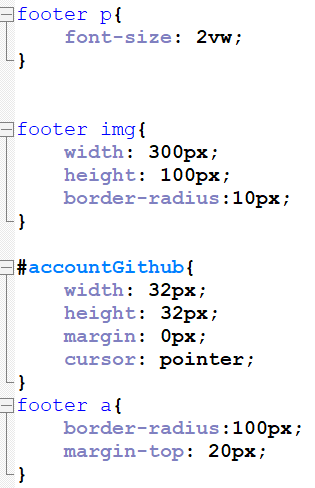 footer p{
    font-size: 2vw;
}
footer img{
    width: 300px;
    height: 100px;
    border-radius:10px;
}
#accountGithub{
    width: 32px;
    height: 32px;
    margin: 0px;
    cursor: pointer;
}
footer a{
    border-radius:100px;
    margin-top: 20px;
}